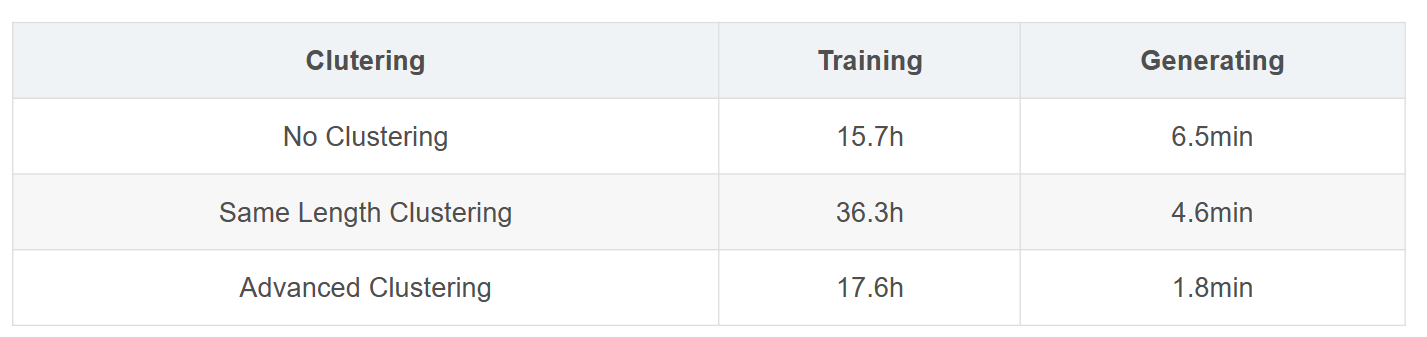 Clutering Training Generating
No Clustering 15.7h 6.5min
Same Length Clustering 36.3h 4.6min
Advanced Clustering 17.6h 1.8min